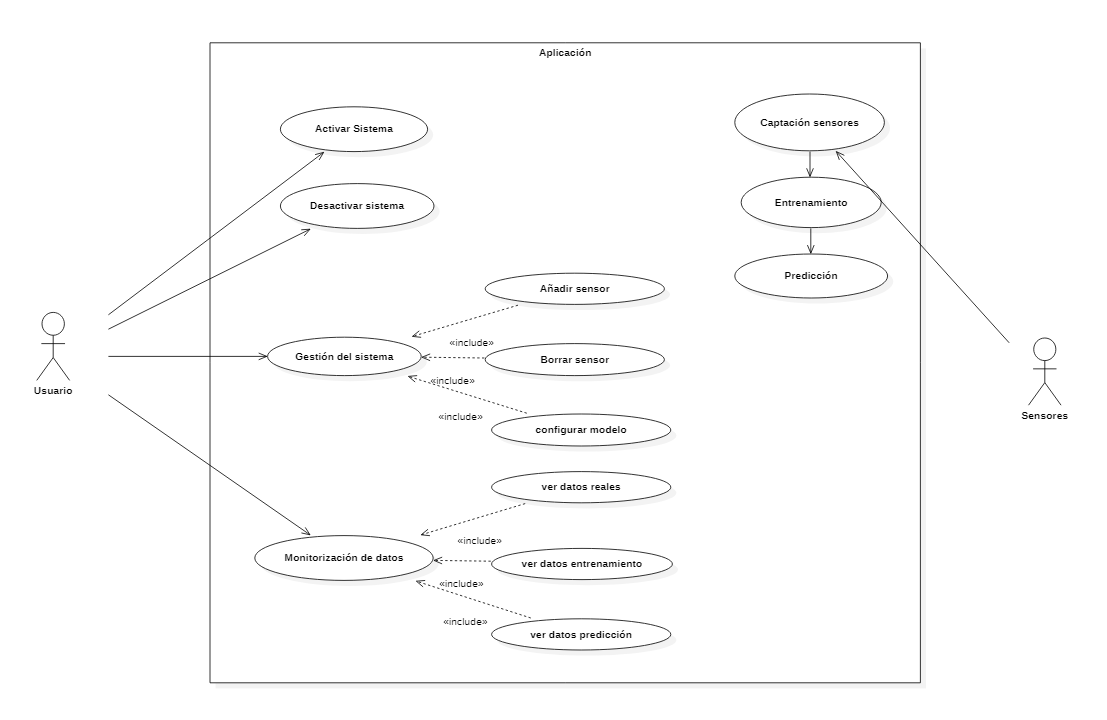 Aplicación
Activar Sistema
Captación sensores
Desactivar sistema
Entrenamiento
Predicción
Añadir sensor
«include»
Gestión del sistema
Borrar sensor
«include»
«include»
configurar modelo
Usuario
Sensores
ver datos reales
«include»
Monitorización de datos
ver datos entrenamiento
«include»
«include»
ver datos predicción